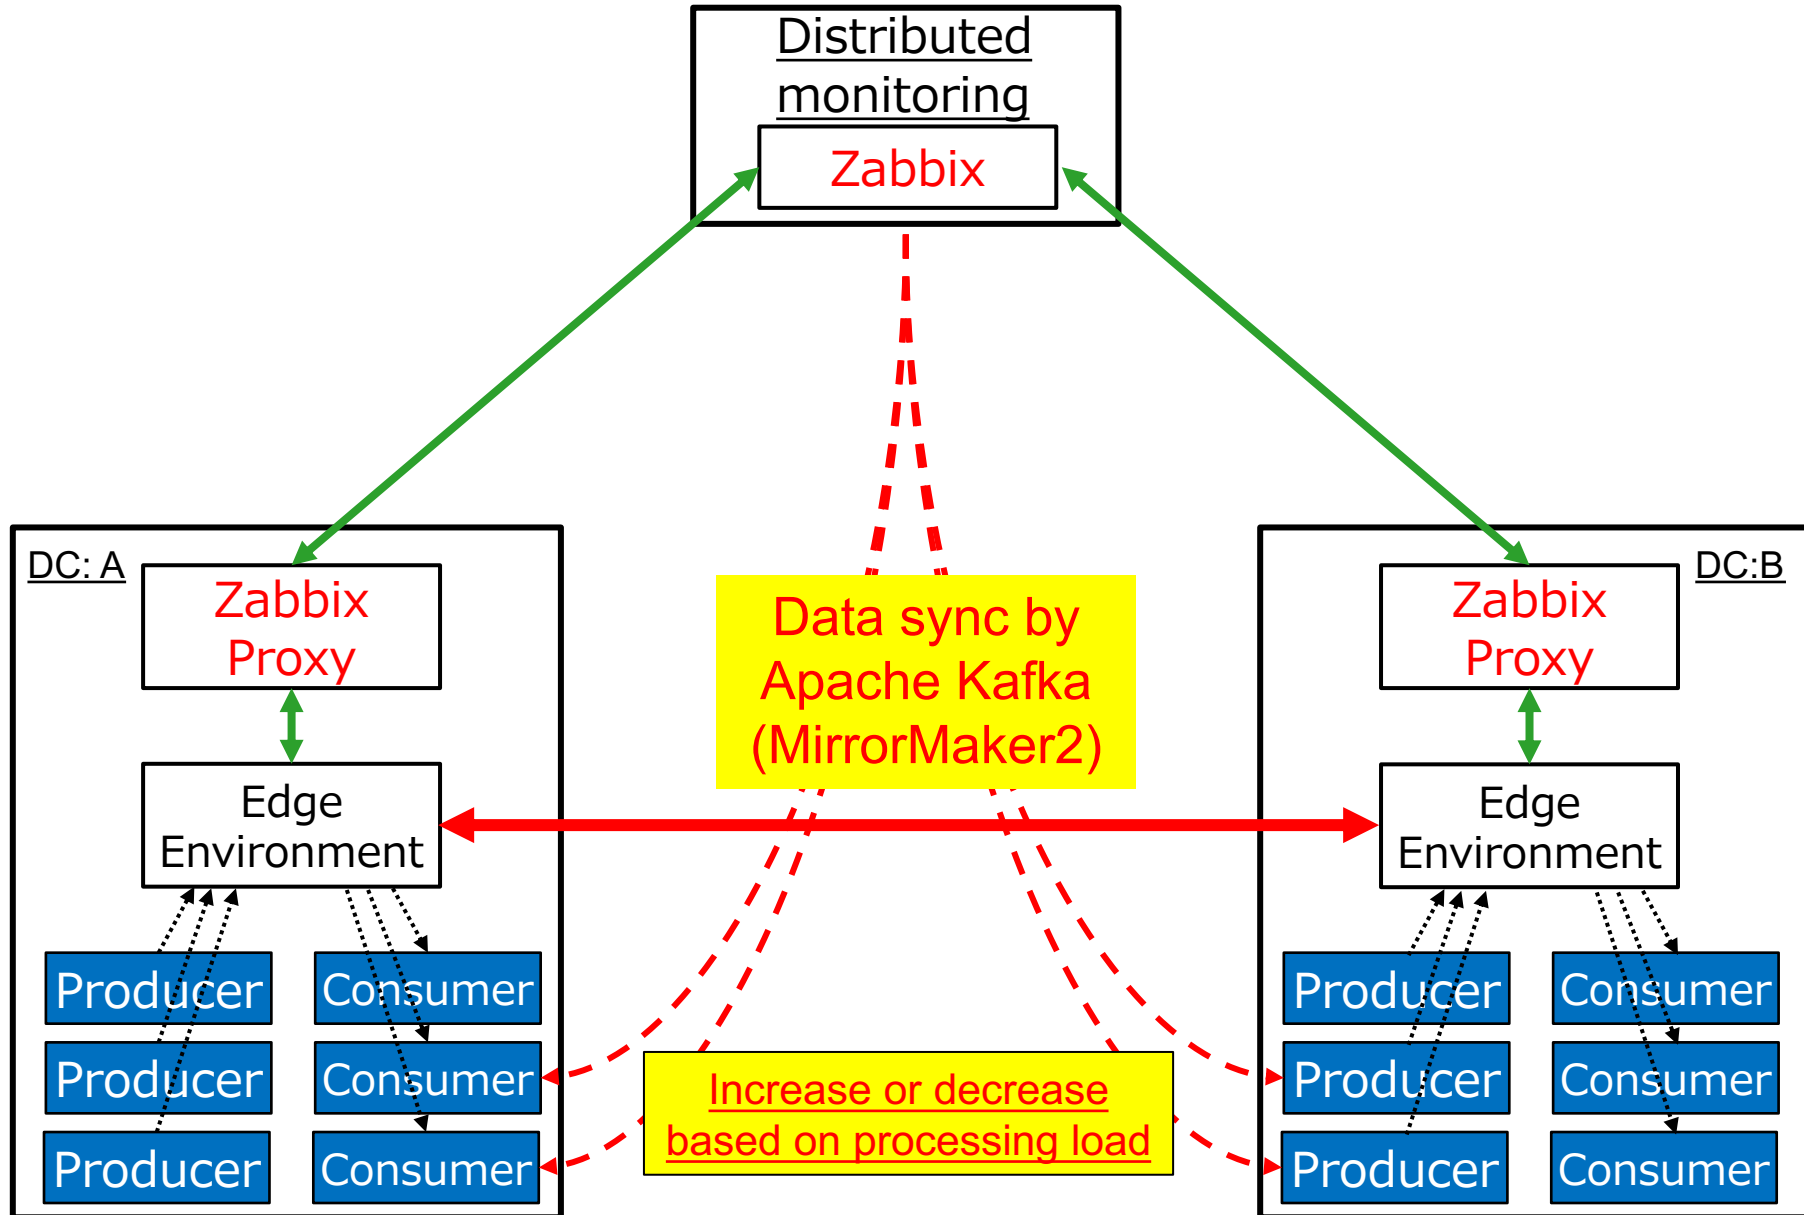 Distributed
monitoring
Zabbix
DC: A
Zabbix
Proxy
Edge
Environment
Producer
Consumer
Producer
Consumer
Producer
Consumer
Data sync by
Apache Kafka
(MirrorMaker2)
Increase or decrease
based on processing load
DC:B
Zabbix
Proxy
Edge
Environment
Producer
Consumer
Producer
Consumer
Producer
Consumer